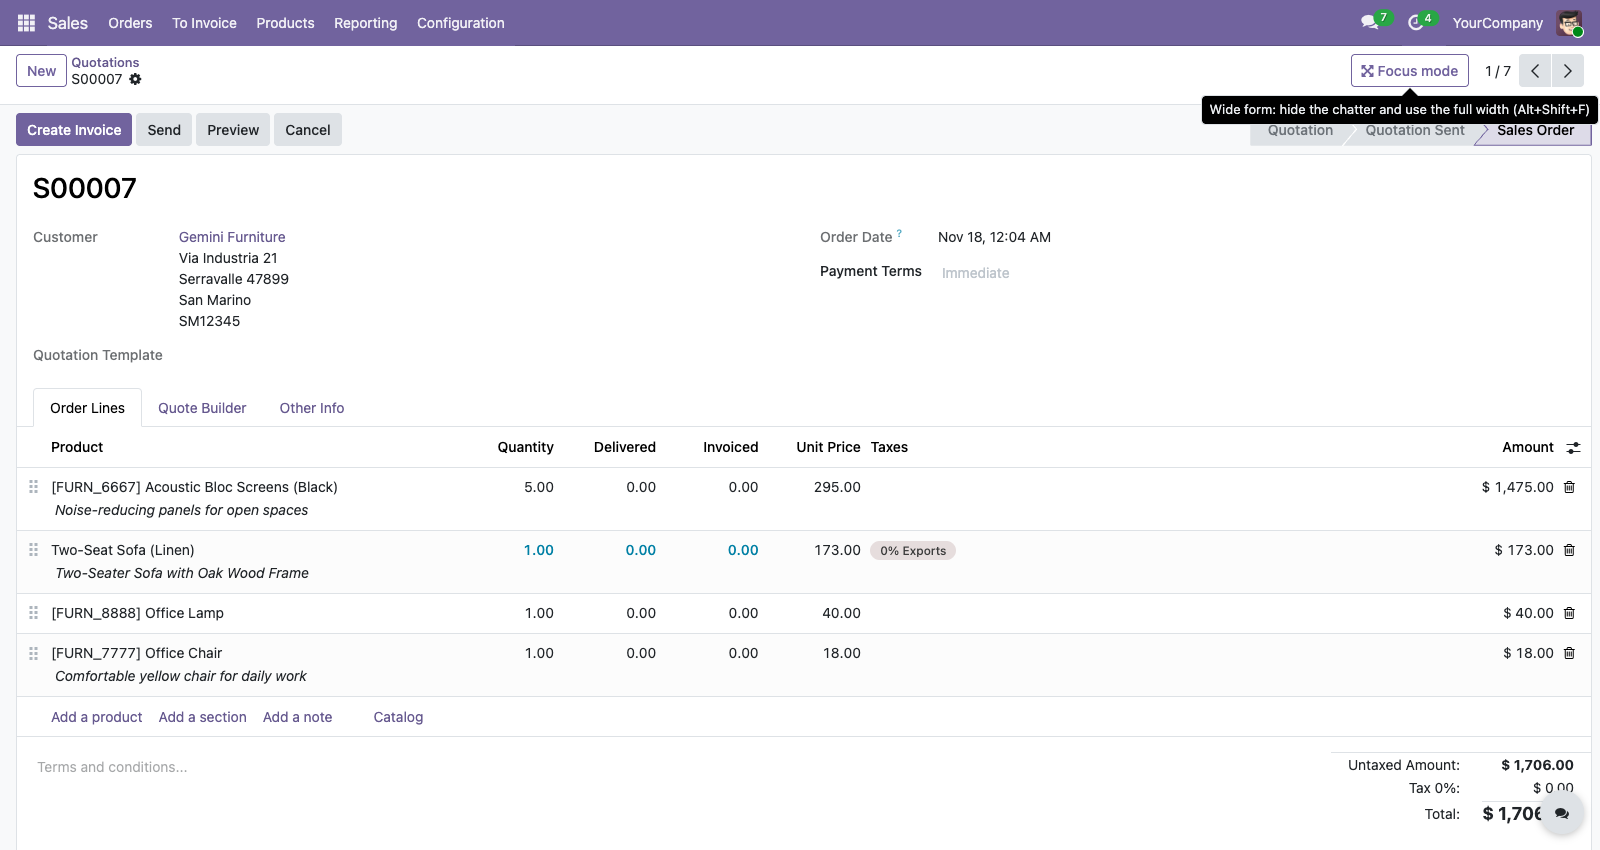 Sales Orders To Invoice Products Reporting Configuration 7 4 YourCompany
New Quotations Focus mode 1 / 7
S00007
Wide form: hide the chatter and use the full width (Alt+Shift+F)
Create Invoice Send Preview Cancel Quotation Quotation Sent Sales Order
S00007
Customer Gemini Furniture Order Date ? Nov 18, 12:04 AM
Via Industria 21
Payment Terms Immediate
Serravalle 47899
San Marino
SM12345
Quotation Template
Order Lines Quote Builder Other Info
Product Quantity Delivered Invoiced Unit Price Taxes Amount
[FURN_6667] Acoustic Bloc Screens (Black) 5.00 0.00 0.00 295.00 $ 1,475.00
Noise-reducing panels for open spaces
Two-Seat Sofa (Linen) 1.00 0.00 0.00 173.00 0% Exports $ 173.00
Two-Seater Sofa with Oak Wood Frame
[FURN_8888] Office Lamp 1.00 0.00 0.00 40.00 $ 40.00
[FURN_7777] Office Chair 1.00 0.00 0.00 18.00 $ 18.00
Comfortable yellow chair for daily work
Add a product Add a section Add a note Catalog
Terms and conditions...
Untaxed Amount: $ 1,706.00
Tax 0%: $ 0.00
Total: $ 1,706